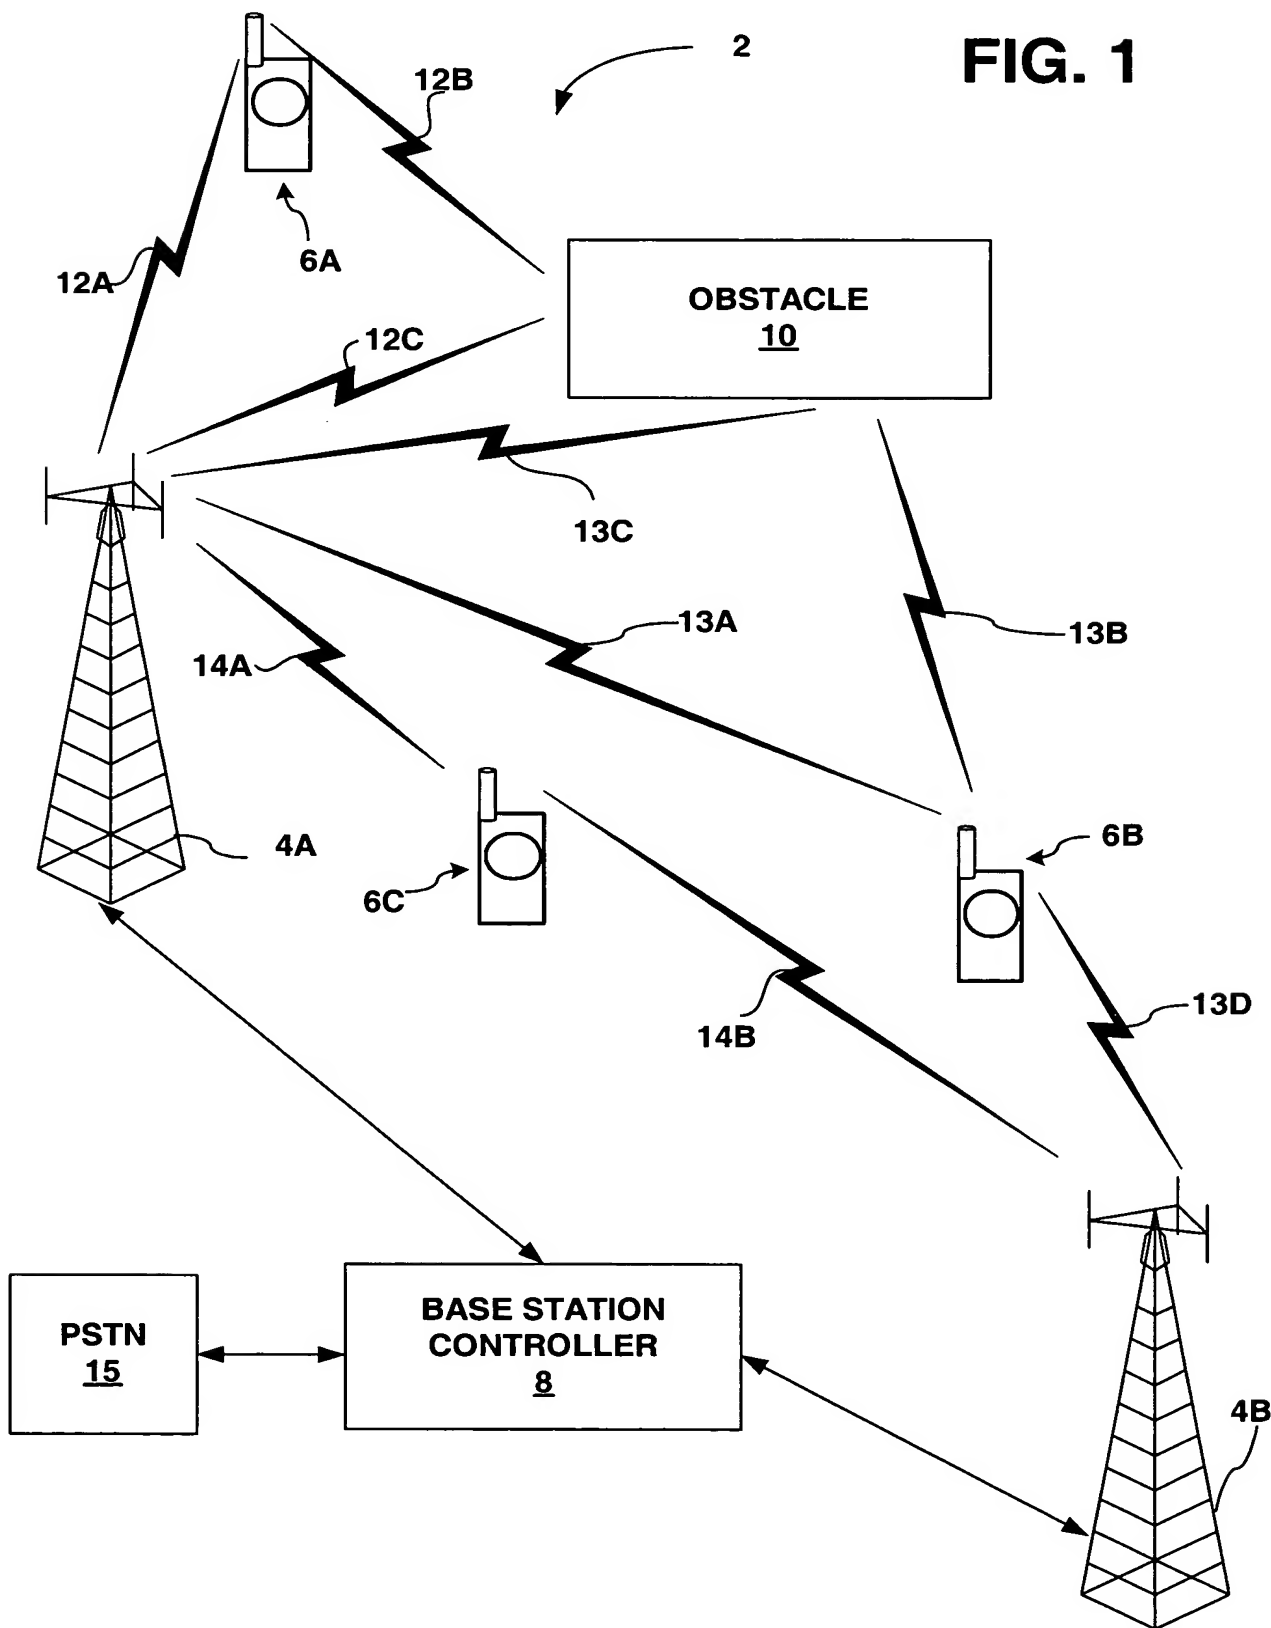 FIG. 1
2
12B
6A
12A
OBSTACLE
10
12C
13C
13A
13B
14A
4A
6B
6C
13D
14B
BASE STATION
CONTROLLER
8
PSTN
15
4B